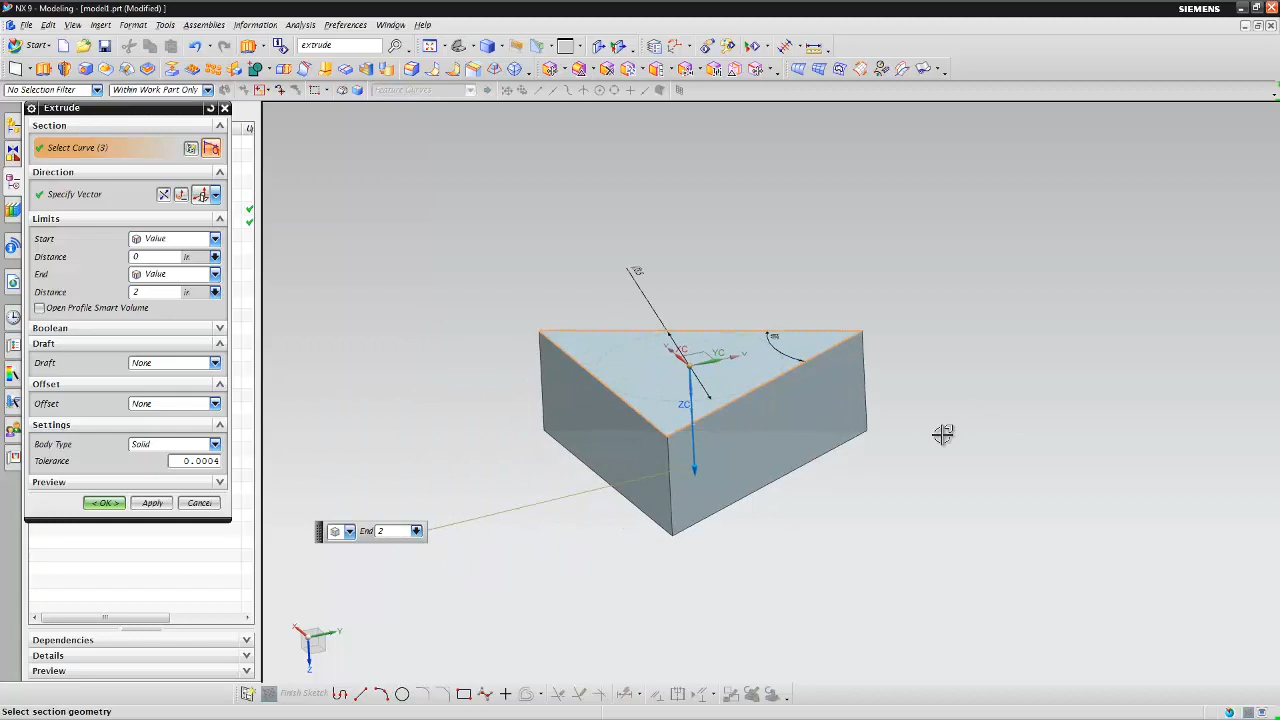 NX 9 - Modeling - [model1.prt (Modified) ]
SIEMENS
File Edit View Insert Format Tools Assemblies Information Analysis Preferences Window Help
Start extrude
No Selection Filter Within Work Part Only Feature Curves
Extrude
Section
Select Curve (3)
Direction
Specify Vector
Limits
Start Value
Distance 0 in
End Value
Distance 2 in
Open Profile Smart Volume
Boolean
Draft
Draft None
Offset
Offset None
Settings
Body Type Solid
Tolerance 0.0004
Preview
< OK > Apply Cancel
XC
YC
ZC
End 2
X
Y
Z
Dependencies
Details
Preview
Finish Sketch
Select section geometry